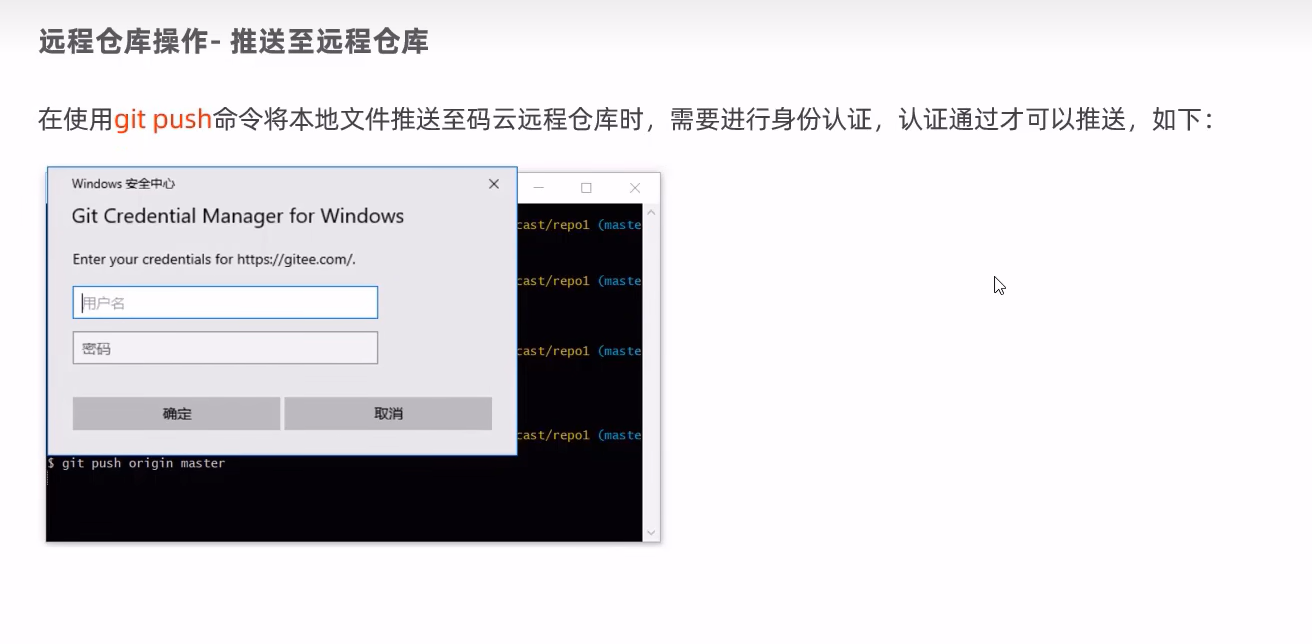 远程仓库操作- 推送至远程仓库
在使用git push命令将本地文件推送至码云远程仓库时，需要进行身份认证，认证通过才可以推送，如下：
Windows 安全中心
Git Credential Manager for Windows
cast/repo1 (maste
Enter your credentials for https://gitee.com/.
cast/repo1 (maste
用户名
密码
cast/repo1 (maste
确定 取消
cast/repo1 (maste
$ git push origin master